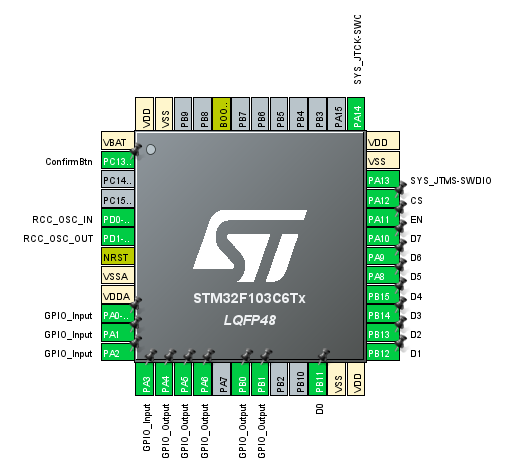 SYS_JTCK-SWC
VDD
VSS
PB9
PB8
BOO..
PB7
PB6
PB5
PB4
PB3
PA15
PA14
VBAT
ConfirmBtn
PC13..
PC14..
PC15..
RCC_OSC_IN
PD0-..
RCC_OSC_OUT
PD1-..
NRST
VSSA
VDDA
GPIO_Input
PA0-..
GPIO_Input
PA1
GPIO_Input
PA2
ST
STM32F103C6Tx
LQFP48
VDD
VSS
PA13
SYS_JTMS-SWDIO
PA12
CS
PA11
EN
PA10
D7
PA9
D6
PA8
D5
PB15
D4
PB14
D3
PB13
D2
PB12
D1
PA3
PA4
PA5
PA6
PA7
PB0
PB1
PB2
PB10
PB11
VSS
VDD
GPIO_Input
GPIO_Output
GPIO_Output
GPIO_Output
GPIO_Output
GPIO_Output
D0